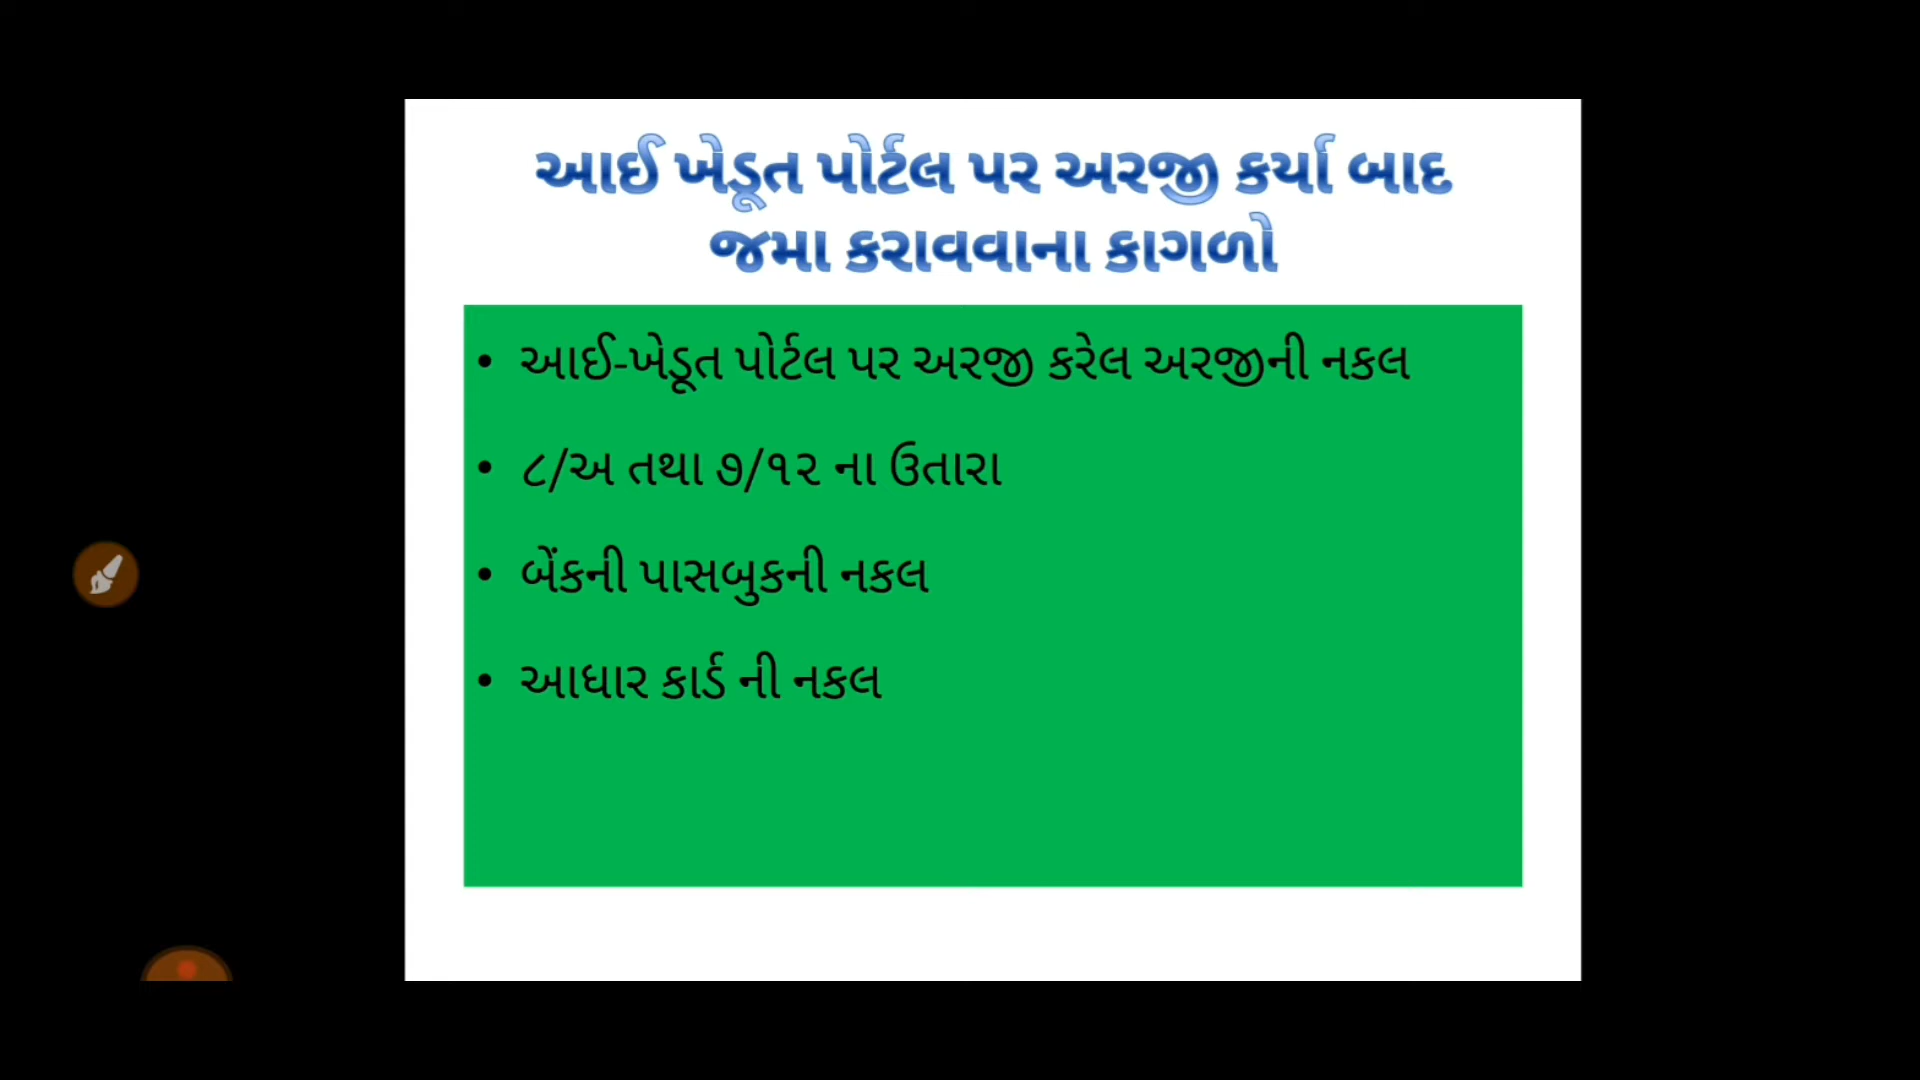 આઈ ખેડૂત પોર્ટલ પર અરજી કર્યા બાદ
જમા કરાવવાના કાગળો
• આઈ-ખેડૂત પોર્ટલ પર અરજી કરેલ અરજીની નકલ
• ૮/અ તથા ૭/૧૨ ના ઉતારા
• બેંકની પાસબુકની નકલ
• આધાર કાર્ડ ની નકલ